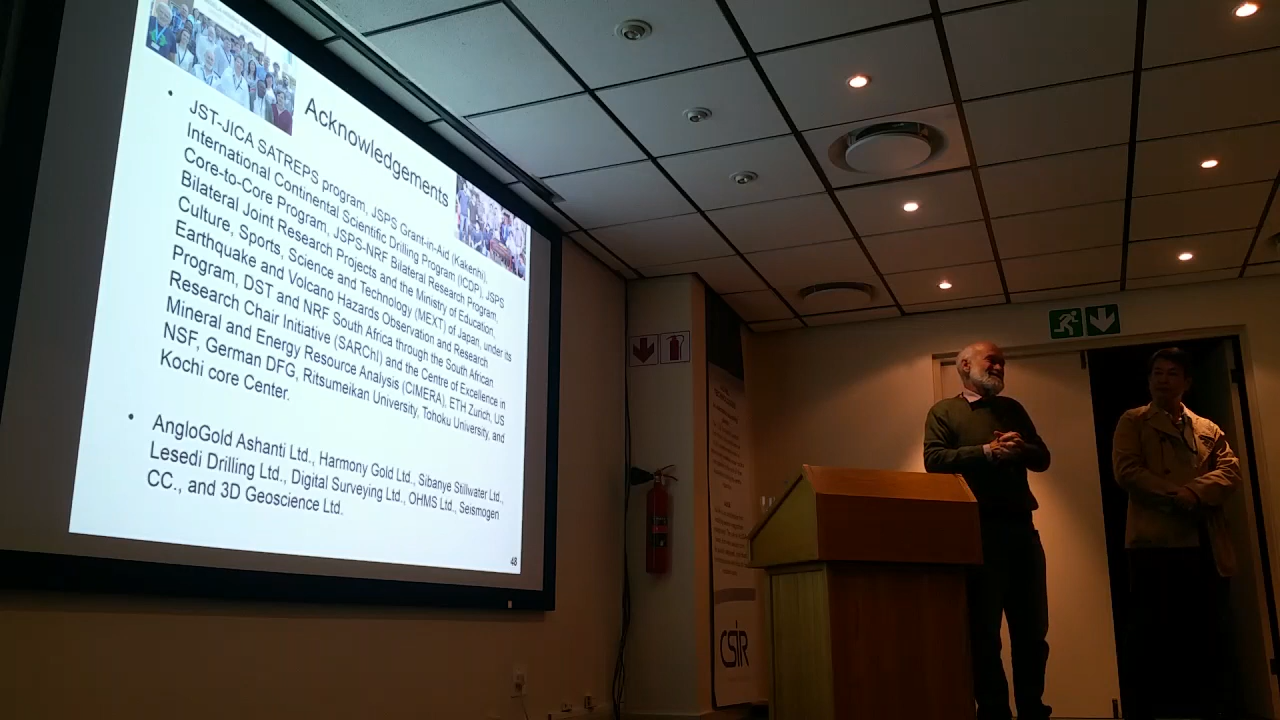 Acknowledgements
• JST-JICA SATREPS program, JSPS Grant-in-Aid (Kakenhi),
International Continental Scientific Drilling Program (ICDP), JSPS
Core-to-Core Program, JSPS-NRF Bilateral Research Program,
Bilateral Joint Research Projects and the Ministry of Education,
Culture, Sports, Science and Technology (MEXT) of Japan, under its
Earthquake and Volcano Hazards Observation and Research
Program, DST and NRF South Africa through the South African
Research Chair Initiative (SARChI) and the Centre of Excellence in
Mineral and Energy Resource Analysis (CIMERA), ETH Zurich, US
NSF, German DFG, Ritsumeikan University, Tohoku University, and
Kochi core Center.
• AngloGold Ashanti Ltd., Harmony Gold Ltd., Sibanye Stillwater Ltd.,
Lesedi Drilling Ltd., Digital Surveying Ltd., OHMS Ltd., Seismogen
CC., and 3D Geoscience Ltd.
48
CSIR